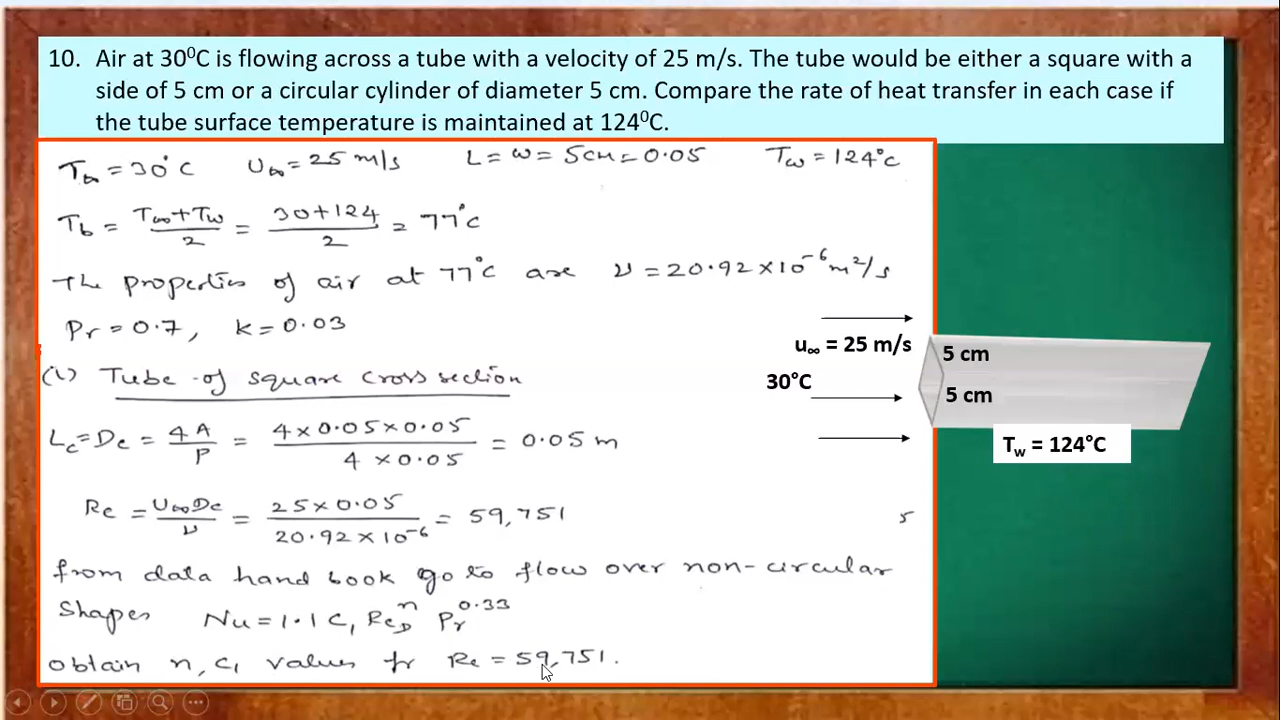 10. Air at 30⁰C is flowing across a tube with a velocity of 25 m/s. The tube would be either a square with a
side of 5 cm or a circular cylinder of diameter 5 cm. Compare the rate of heat transfer in each case if
the tube surface temperature is maintained at 124⁰C.
T∞ = 30°C U∞ = 25 m/s L = w = 5cm = 0.05 Tw = 124°C
Tb = (T∞+Tw)/2 = (30+124)/2 = 77°C
The properties of air at 77°C are ν = 20.92×10⁻⁶ m²/s
Pr = 0.7, k = 0.03
(i) Tube of square cross section
Lc = De = 4A/P = (4×0.05×0.05)/(4×0.05) = 0.05 m
Re = U∞De/ν = (25×0.05)/(20.92×10⁻⁶) = 59,751
from data hand book go to flow over non-circular
shapes Nu = 1.1 C₁ Re_D^n Pr^0.33
obtain n, C₁ values fr Re = 59,751.
u∞ = 25 m/s
30°C
5 cm
5 cm
Tw = 124°C
5